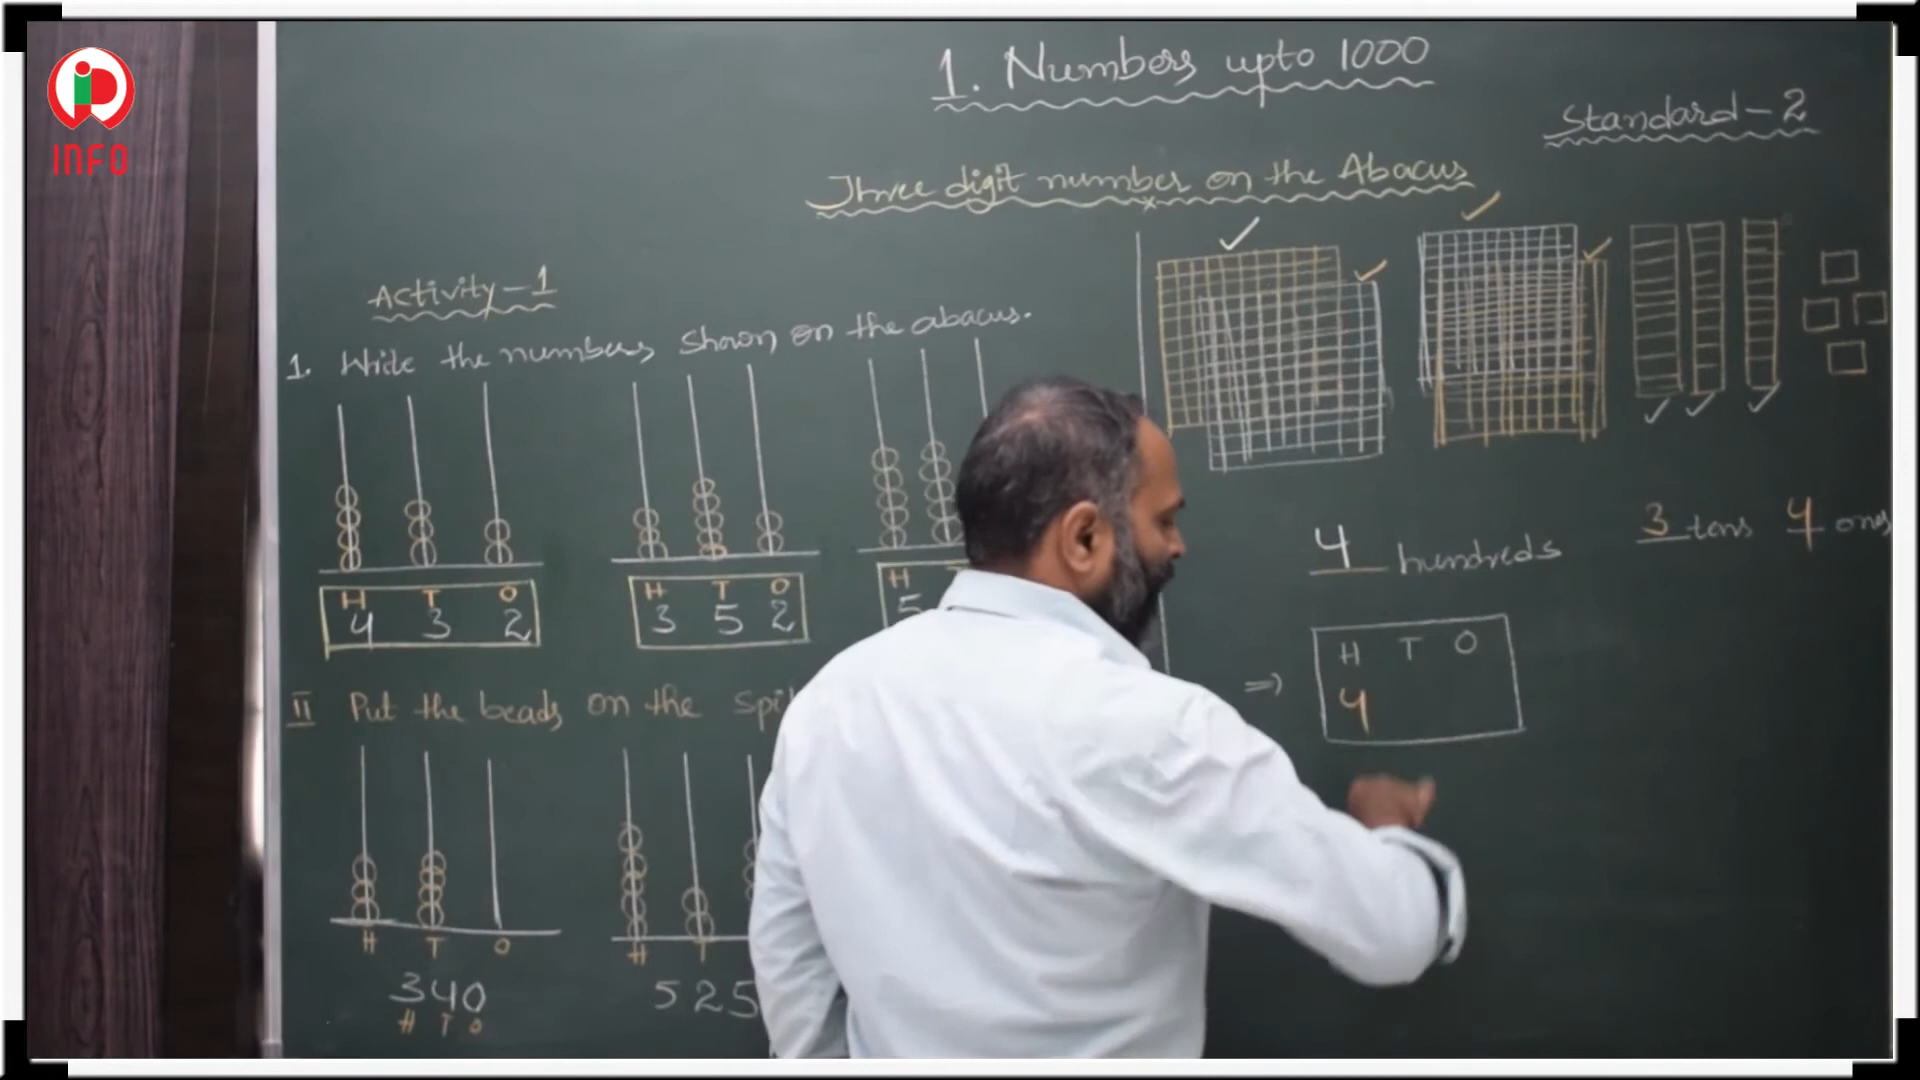 INFO
1. Numbers upto 1000
Standard-2
Three digit number on the Abacus
Activity-1
1. Write the numbers shown on the abacus.
H T O
4 3 2
H T O
3 5 2
H
5
4 hundreds 3 tens 4 ones
⇒
H T O
4
II Put the beads on the
H T O
340
H T O
H T
525